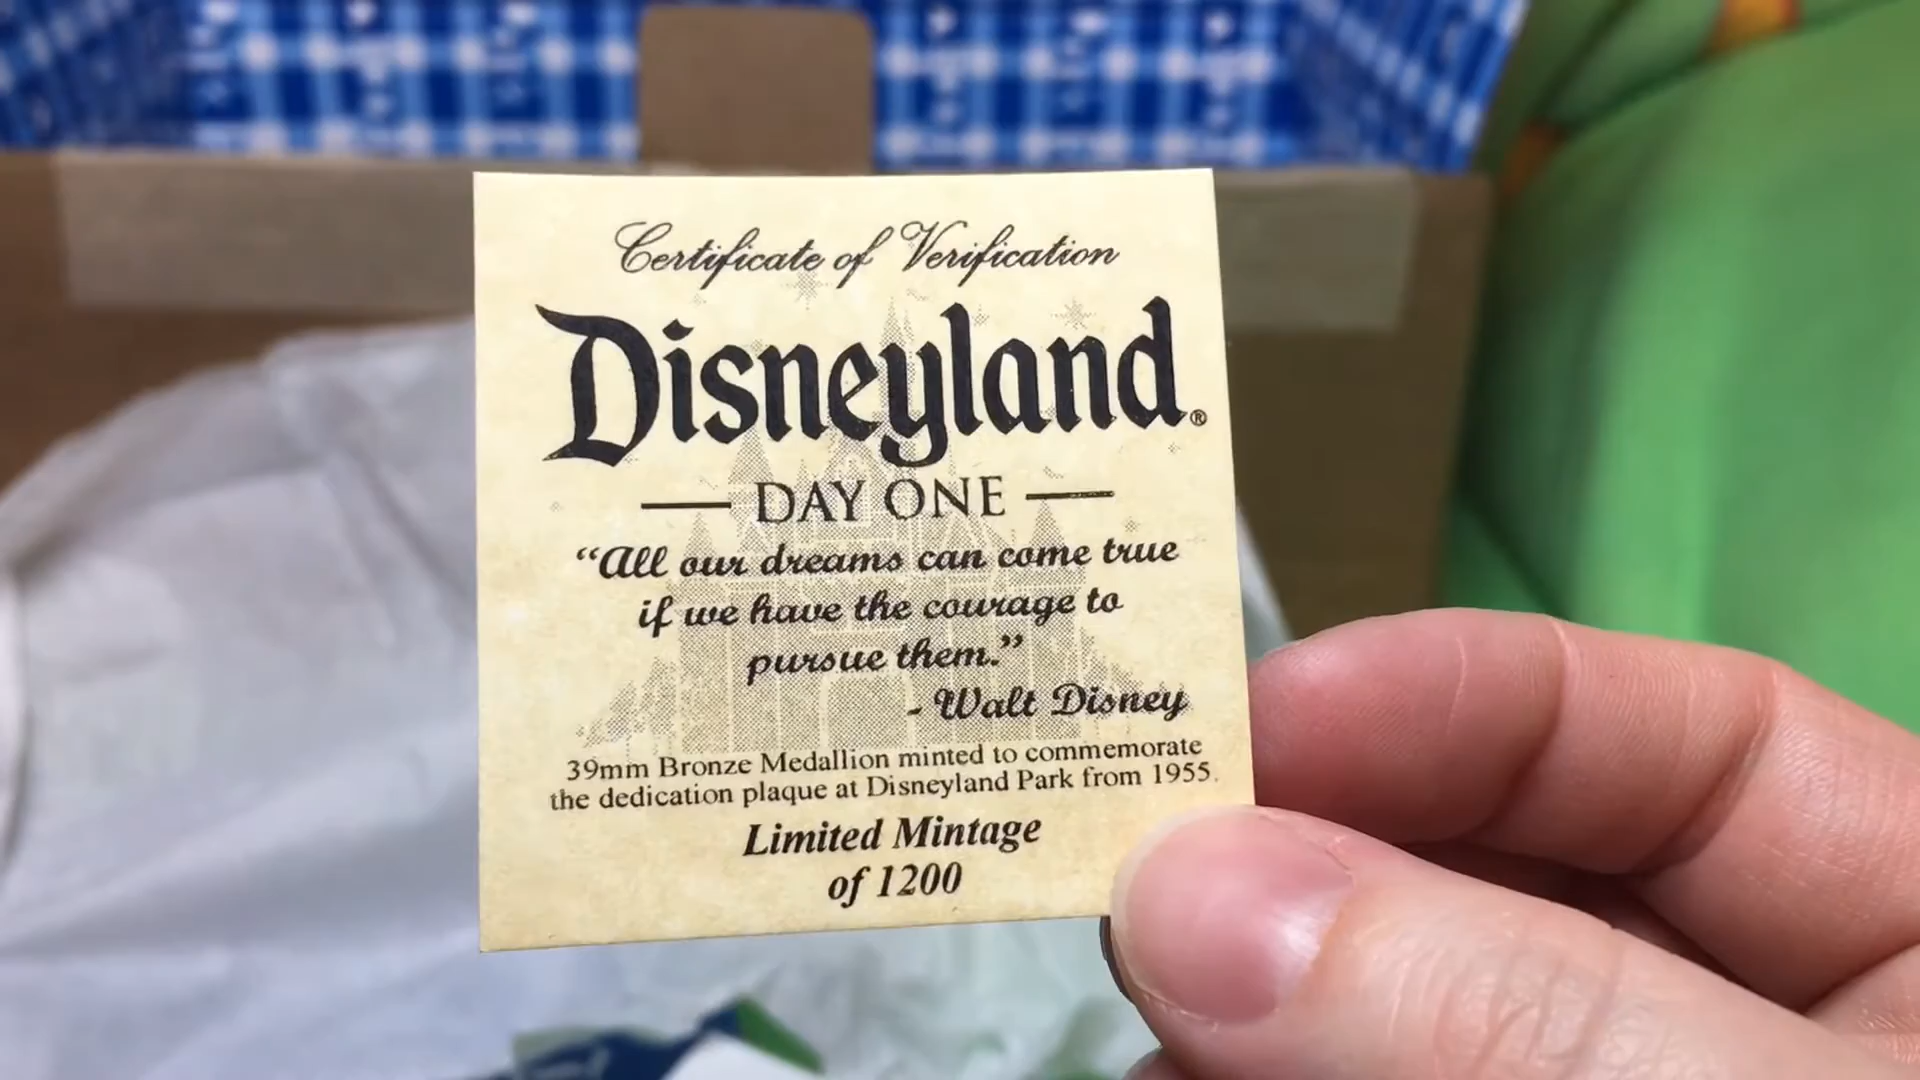 Certificate of Verification
Disneyland®
DAY ONE
“All our dreams can come true
if we have the courage to
pursue them.”
- Walt Disney
39mm Bronze Medallion minted to commemorate
the dedication plaque at Disneyland Park from 1955.
Limited Mintage
of 1200